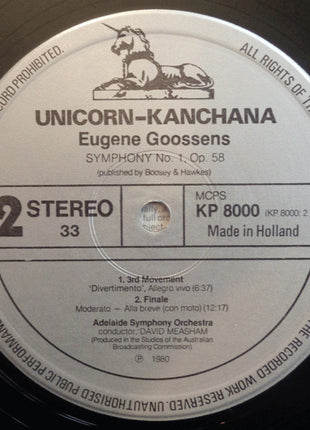 RECORD PROHIBITED.
ALL RIGHTS OF THE
UNICORN-KANCHANA
Eugene Goossens
SYMPHONY No. 1, Op. 58
(published by Boosey & Hawkes)
2 STEREO
33
MCPS
KP 8000 (KP 8000: 2
Made in Holland
1. 3rd Movement
'Divertimento', Allegro vivo (6:37)
2. Finale
Moderato – Alla breve (con moto) (12:17)
Adelaide Symphony Orchestra
conductor, DAVID MEASHAM
(Produced in the Studios of the Australian
Broadcasting Commission)
Ⓟ 1980
THE RECORDED WORK RESERVED. UNAUTHORISED PUBLIC PERFORMANCE